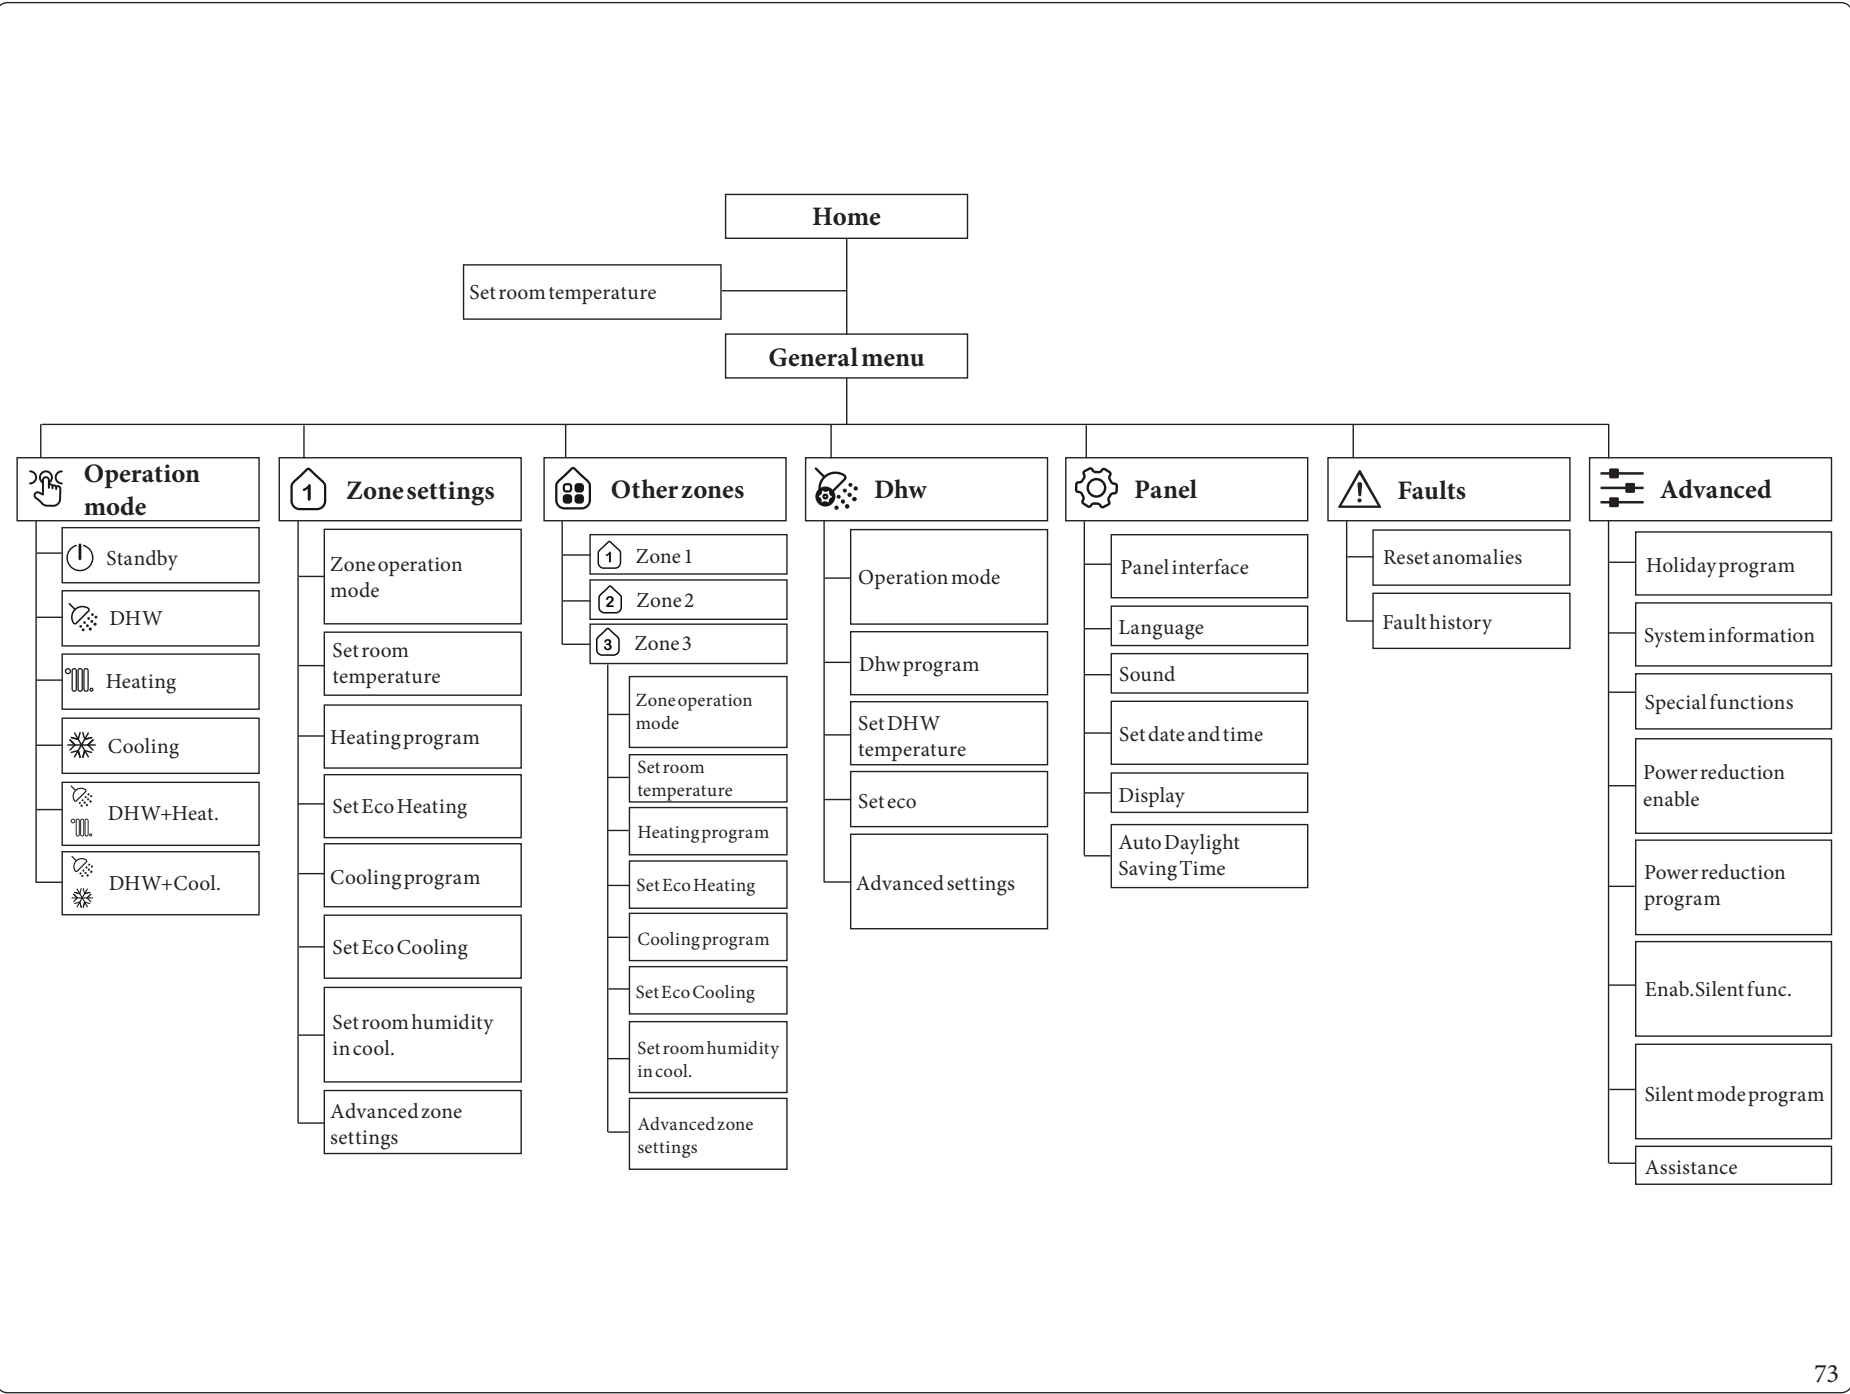 Home
Set room temperature
General menu
Operation
mode
Standby
DHW
Heating
Cooling
DHW+Heat.
DHW+Cool.
1
Zone settings
Zone operation
mode
Set room
temperature
Heating program
Set Eco Heating
Cooling program
Set Eco Cooling
Set room humidity
in cool.
Advanced zone
settings
Other zones
1 Zone 1
2 Zone 2
3 Zone 3
Zone operation
mode
Set room
temperature
Heating program
Set Eco Heating
Cooling program
Set Eco Cooling
Set room humidity
in cool.
Advanced zone
settings
Dhw
Operation mode
Dhw program
Set DHW
temperature
Set eco
Advanced settings
Panel
Panel interface
Language
Sound
Set date and time
Display
Auto Daylight
Saving Time
Faults
Reset anomalies
Fault history
Advanced
Holiday program
System information
Special functions
Power reduction
enable
Power reduction
program
Enab.Silent func.
Silent mode program
Assistance
73